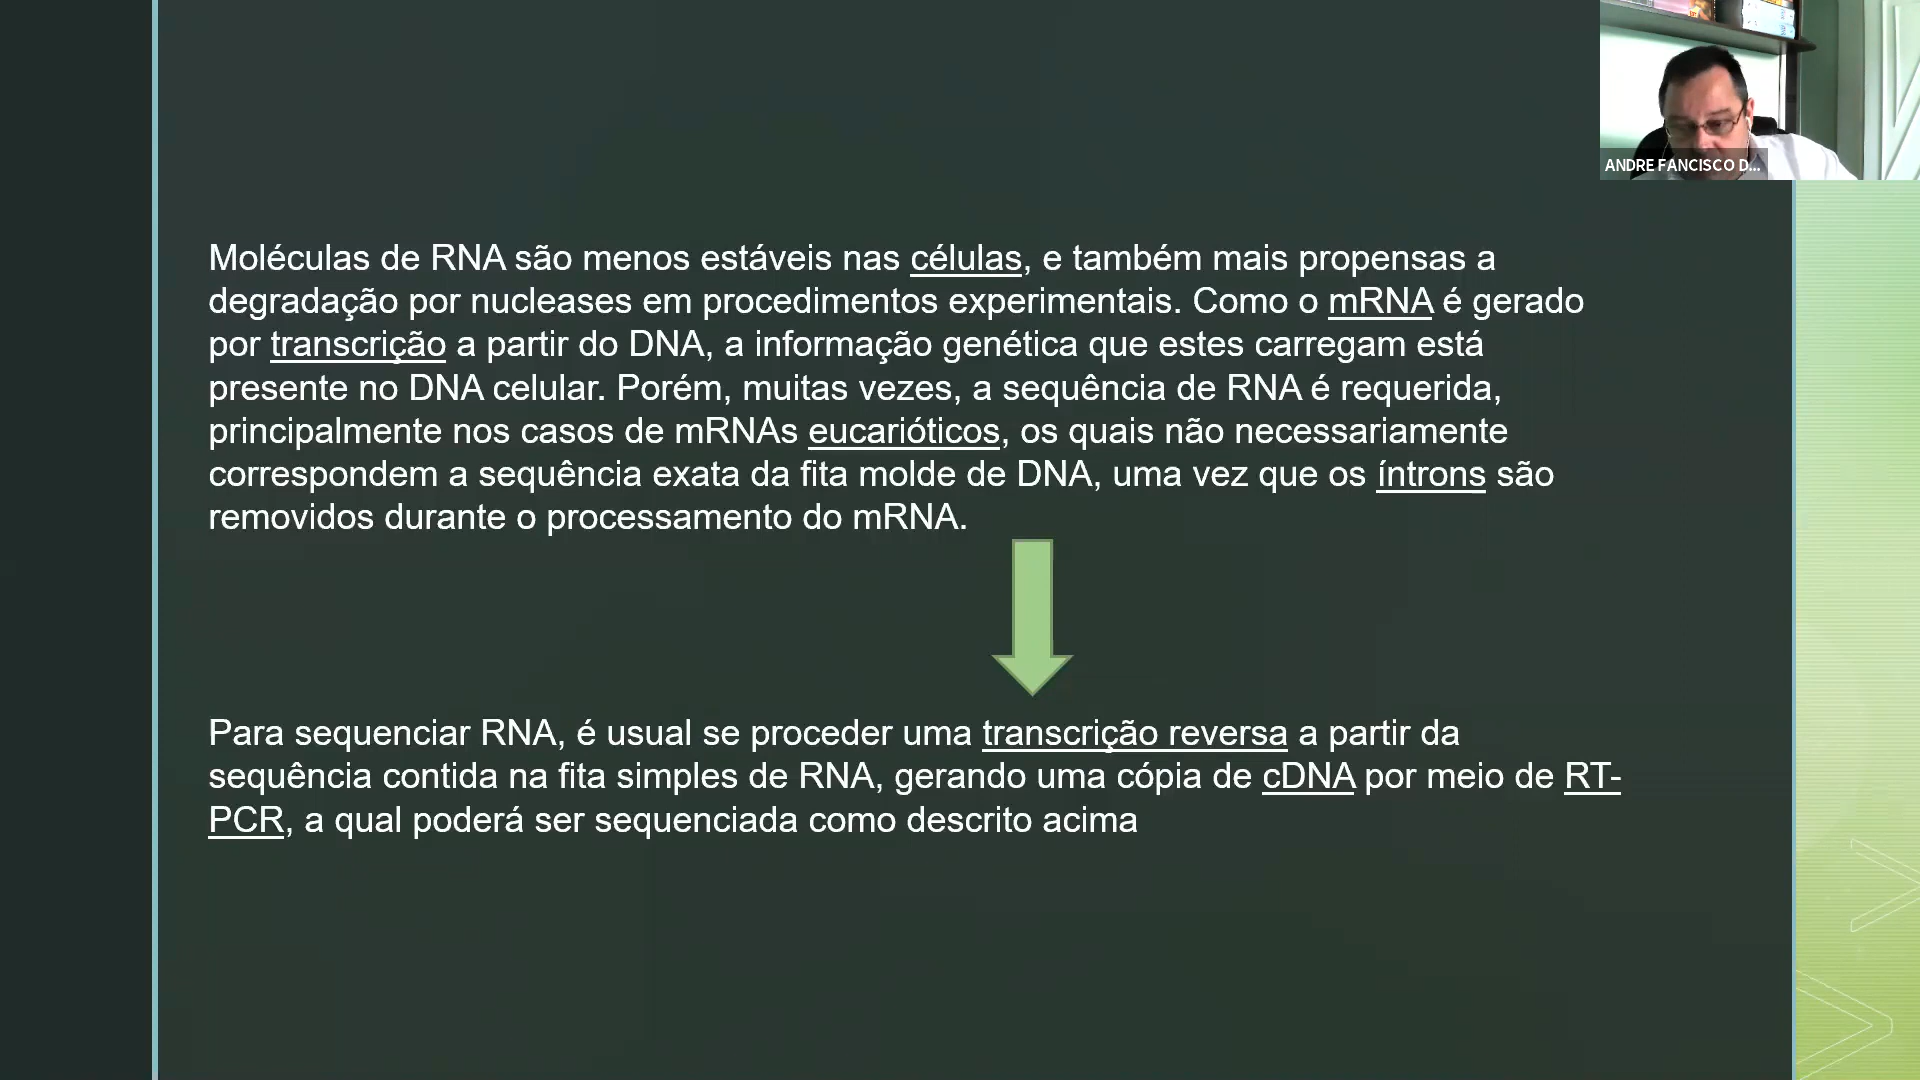 ANDRE FANCISCO D...
Moléculas de RNA são menos estáveis nas células, e também mais propensas a
degradação por nucleases em procedimentos experimentais. Como o mRNA é gerado
por transcrição a partir do DNA, a informação genética que estes carregam está
presente no DNA celular. Porém, muitas vezes, a sequência de RNA é requerida,
principalmente nos casos de mRNAs eucarióticos, os quais não necessariamente
correspondem a sequência exata da fita molde de DNA, uma vez que os íntrons são
removidos durante o processamento do mRNA.
Para sequenciar RNA, é usual se proceder uma transcrição reversa a partir da
sequência contida na fita simples de RNA, gerando uma cópia de cDNA por meio de RT-
PCR, a qual poderá ser sequenciada como descrito acima